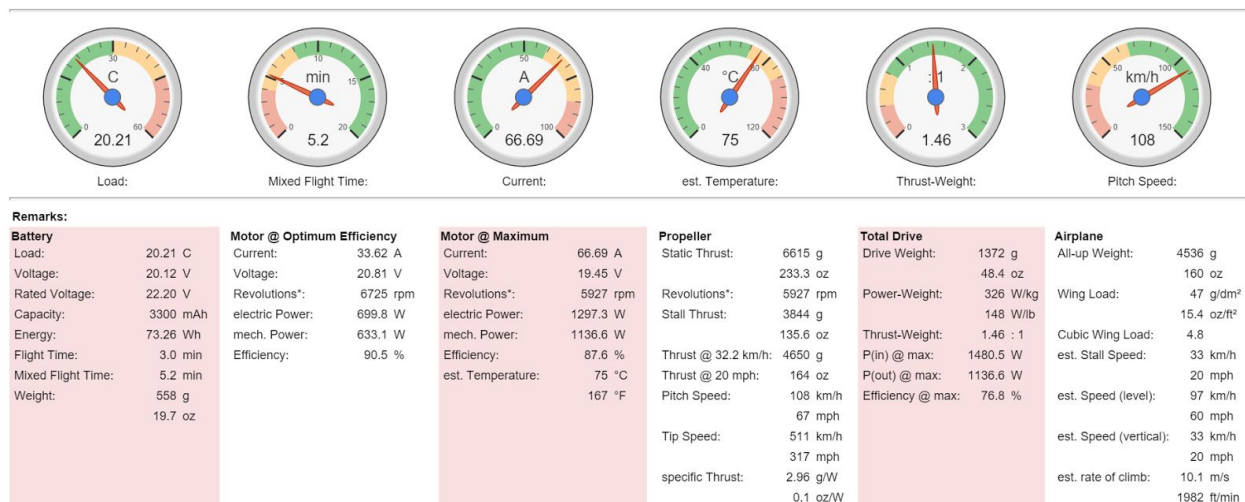 30
C
0
60
20.21
Load:
10
min
5
15
0
20
5.2
Mixed Flight Time:
50
A
0
100
66.69
Current:
40
80
°C
0
120
75
est. Temperature:
1
2
: 1
0
3
1.46
Thrust-Weight:
50
100
km/h
0
150
108
Pitch Speed:
Remarks:
Battery
Load: 20.21 C
Voltage: 20.12 V
Rated Voltage: 22.20 V
Capacity: 3300 mAh
Energy: 73.26 Wh
Flight Time: 3.0 min
Mixed Flight Time: 5.2 min
Weight: 558 g
19.7 oz
Motor @ Optimum Efficiency
Current: 33.62 A
Voltage: 20.81 V
Revolutions*: 6725 rpm
electric Power: 699.8 W
mech. Power: 633.1 W
Efficiency: 90.5 %
Motor @ Maximum
Current: 66.69 A
Voltage: 19.45 V
Revolutions*: 5927 rpm
electric Power: 1297.3 W
mech. Power: 1136.6 W
Efficiency: 87.6 %
est. Temperature: 75 °C
167 °F
Propeller
Static Thrust: 6615 g
233.3 oz
Revolutions*: 5927 rpm
Stall Thrust: 3844 g
135.6 oz
Thrust @ 32.2 km/h: 4650 g
Thrust @ 20 mph: 164 oz
Pitch Speed: 108 km/h
67 mph
Tip Speed: 511 km/h
317 mph
specific Thrust: 2.96 g/W
0.1 oz/W
Total Drive
Drive Weight: 1372 g
48.4 oz
Power-Weight: 326 W/kg
148 W/lb
Thrust-Weight: 1.46 : 1
P(in) @ max: 1480.5 W
P(out) @ max: 1136.6 W
Efficiency @ max: 76.8 %
Airplane
All-up Weight: 4536 g
160 oz
Wing Load: 47 g/dm²
15.4 oz/ft²
Cubic Wing Load: 4.8
est. Stall Speed: 33 km/h
20 mph
est. Speed (level): 97 km/h
60 mph
est. Speed (vertical): 33 km/h
20 mph
est. rate of climb: 10.1 m/s
1982 ft/min